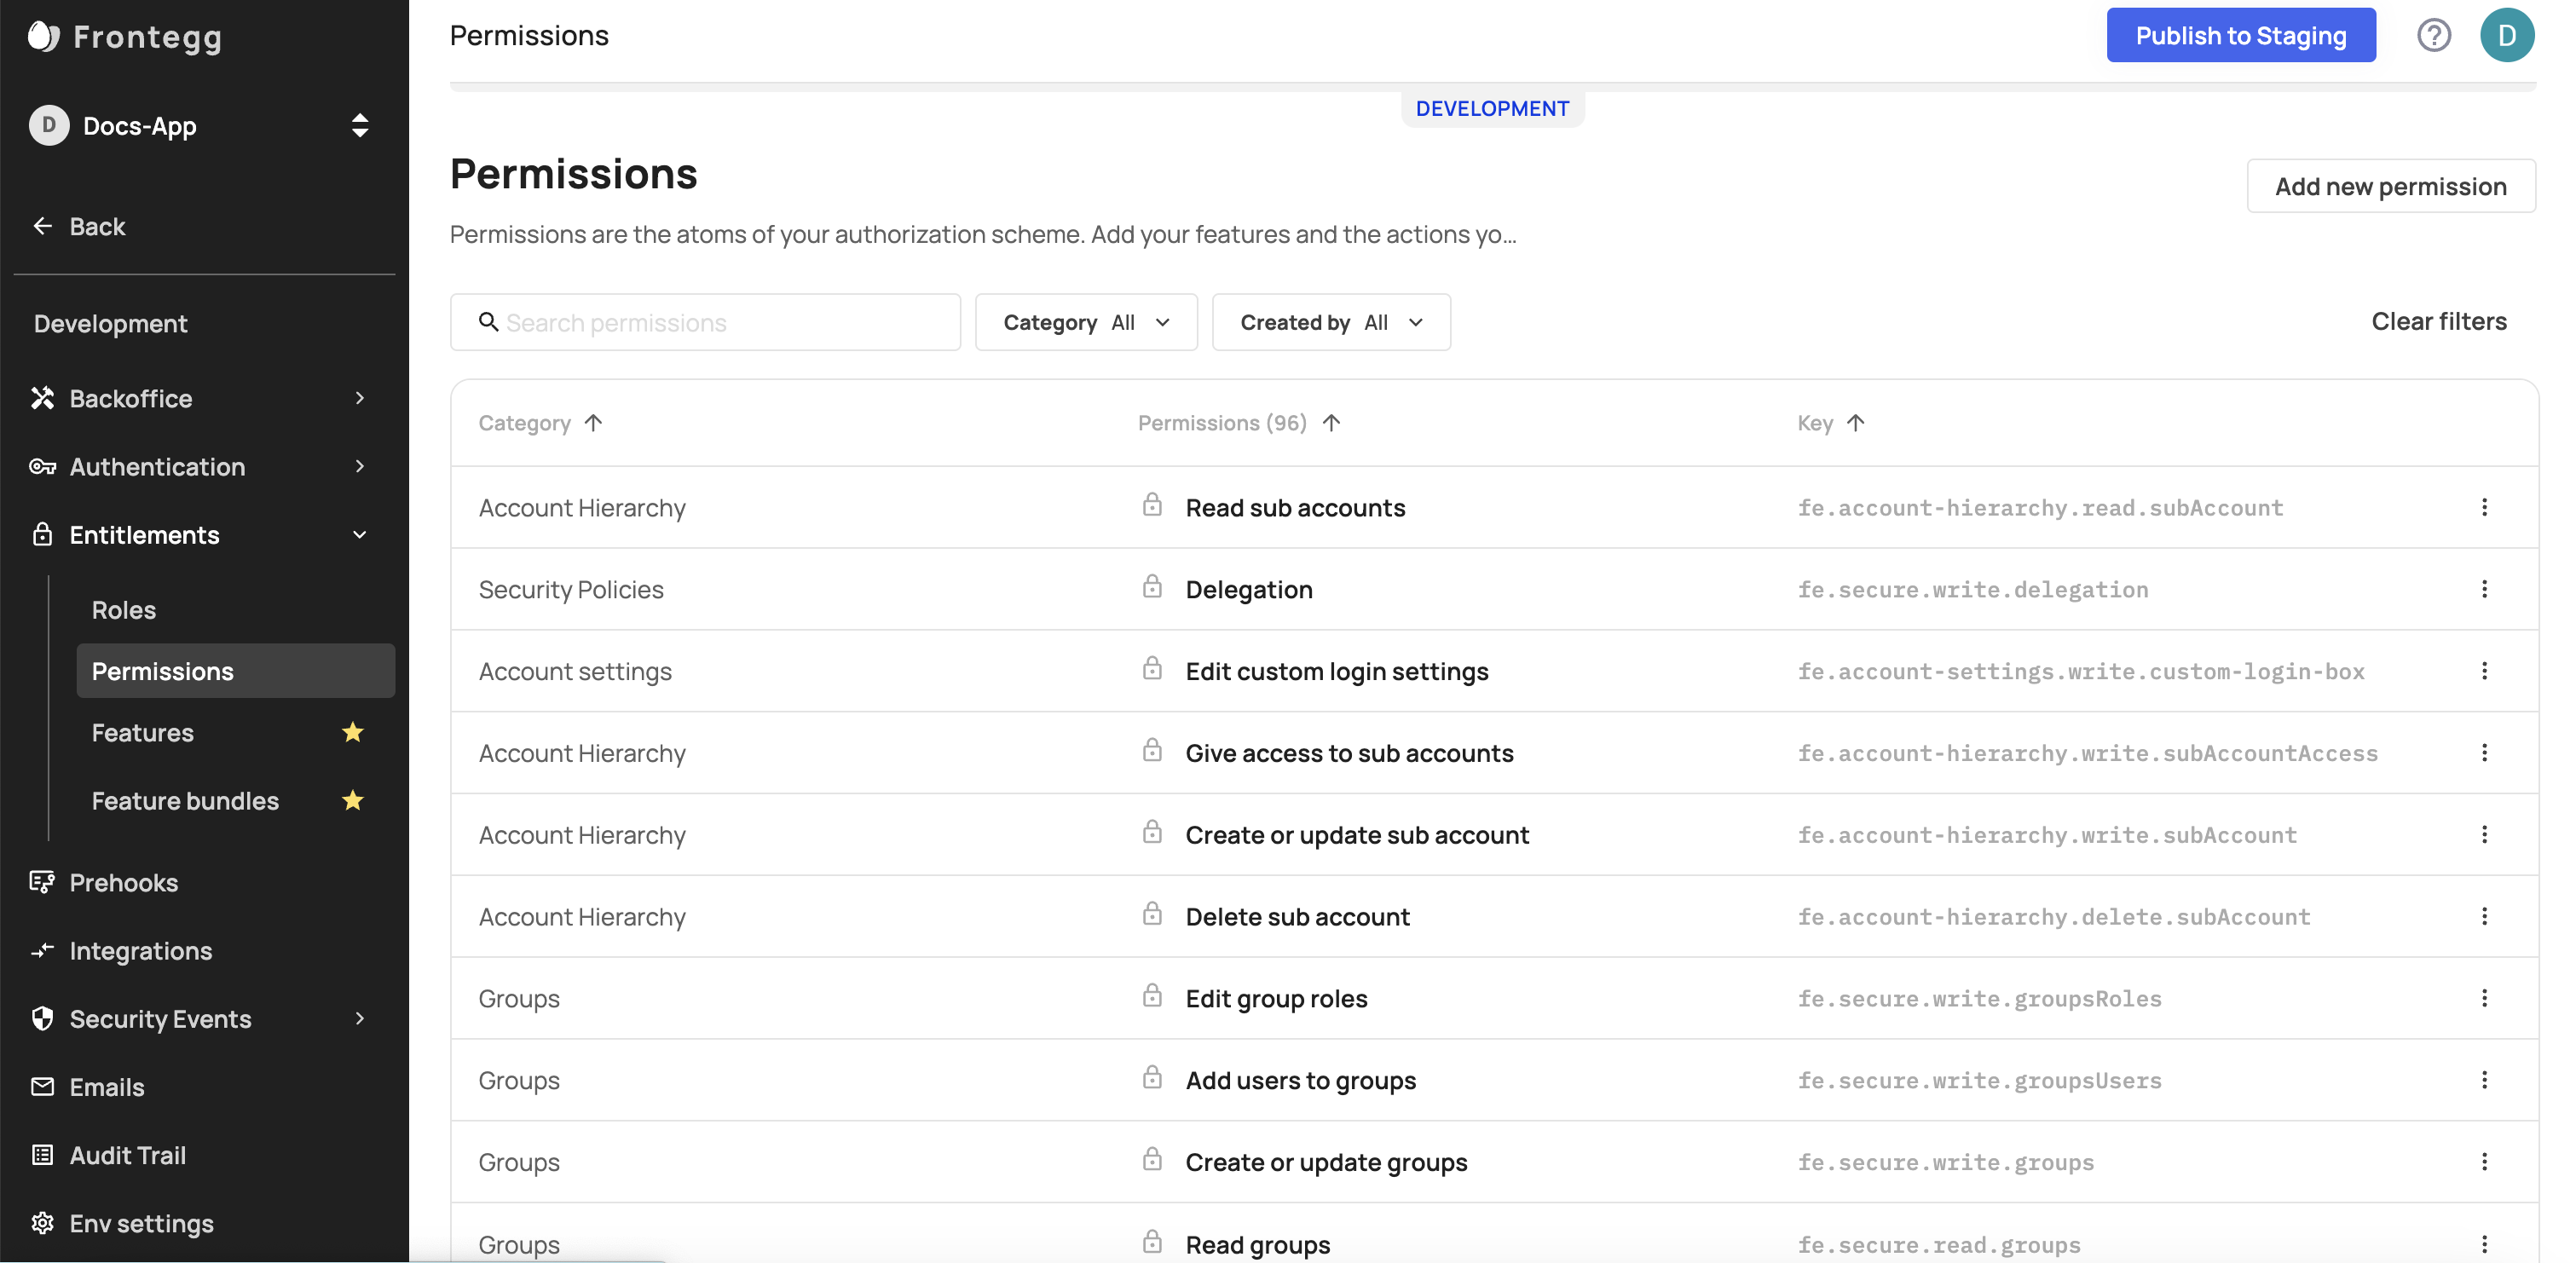 Frontegg
D Docs-App
Back
Development
Backoffice
Authentication
Entitlements
Roles
Permissions
Features
Feature bundles
Prehooks
Integrations
Security Events
Emails
Audit Trail
Env settings
Permissions
Publish to Staging
?
D
DEVELOPMENT
Permissions
Add new permission
Permissions are the atoms of your authorization scheme. Add your features and the actions yo...
Search permissions
Category All
Created by All
Clear filters
Category Permissions (96) Key
Account Hierarchy Read sub accounts fe.account-hierarchy.read.subAccount
Security Policies Delegation fe.secure.write.delegation
Account settings Edit custom login settings fe.account-settings.write.custom-login-box
Account Hierarchy Give access to sub accounts fe.account-hierarchy.write.subAccountAccess
Account Hierarchy Create or update sub account fe.account-hierarchy.write.subAccount
Account Hierarchy Delete sub account fe.account-hierarchy.delete.subAccount
Groups Edit group roles fe.secure.write.groupsRoles
Groups Add users to groups fe.secure.write.groupsUsers
Groups Create or update groups fe.secure.write.groups
Groups Read groups fe.secure.read.groups